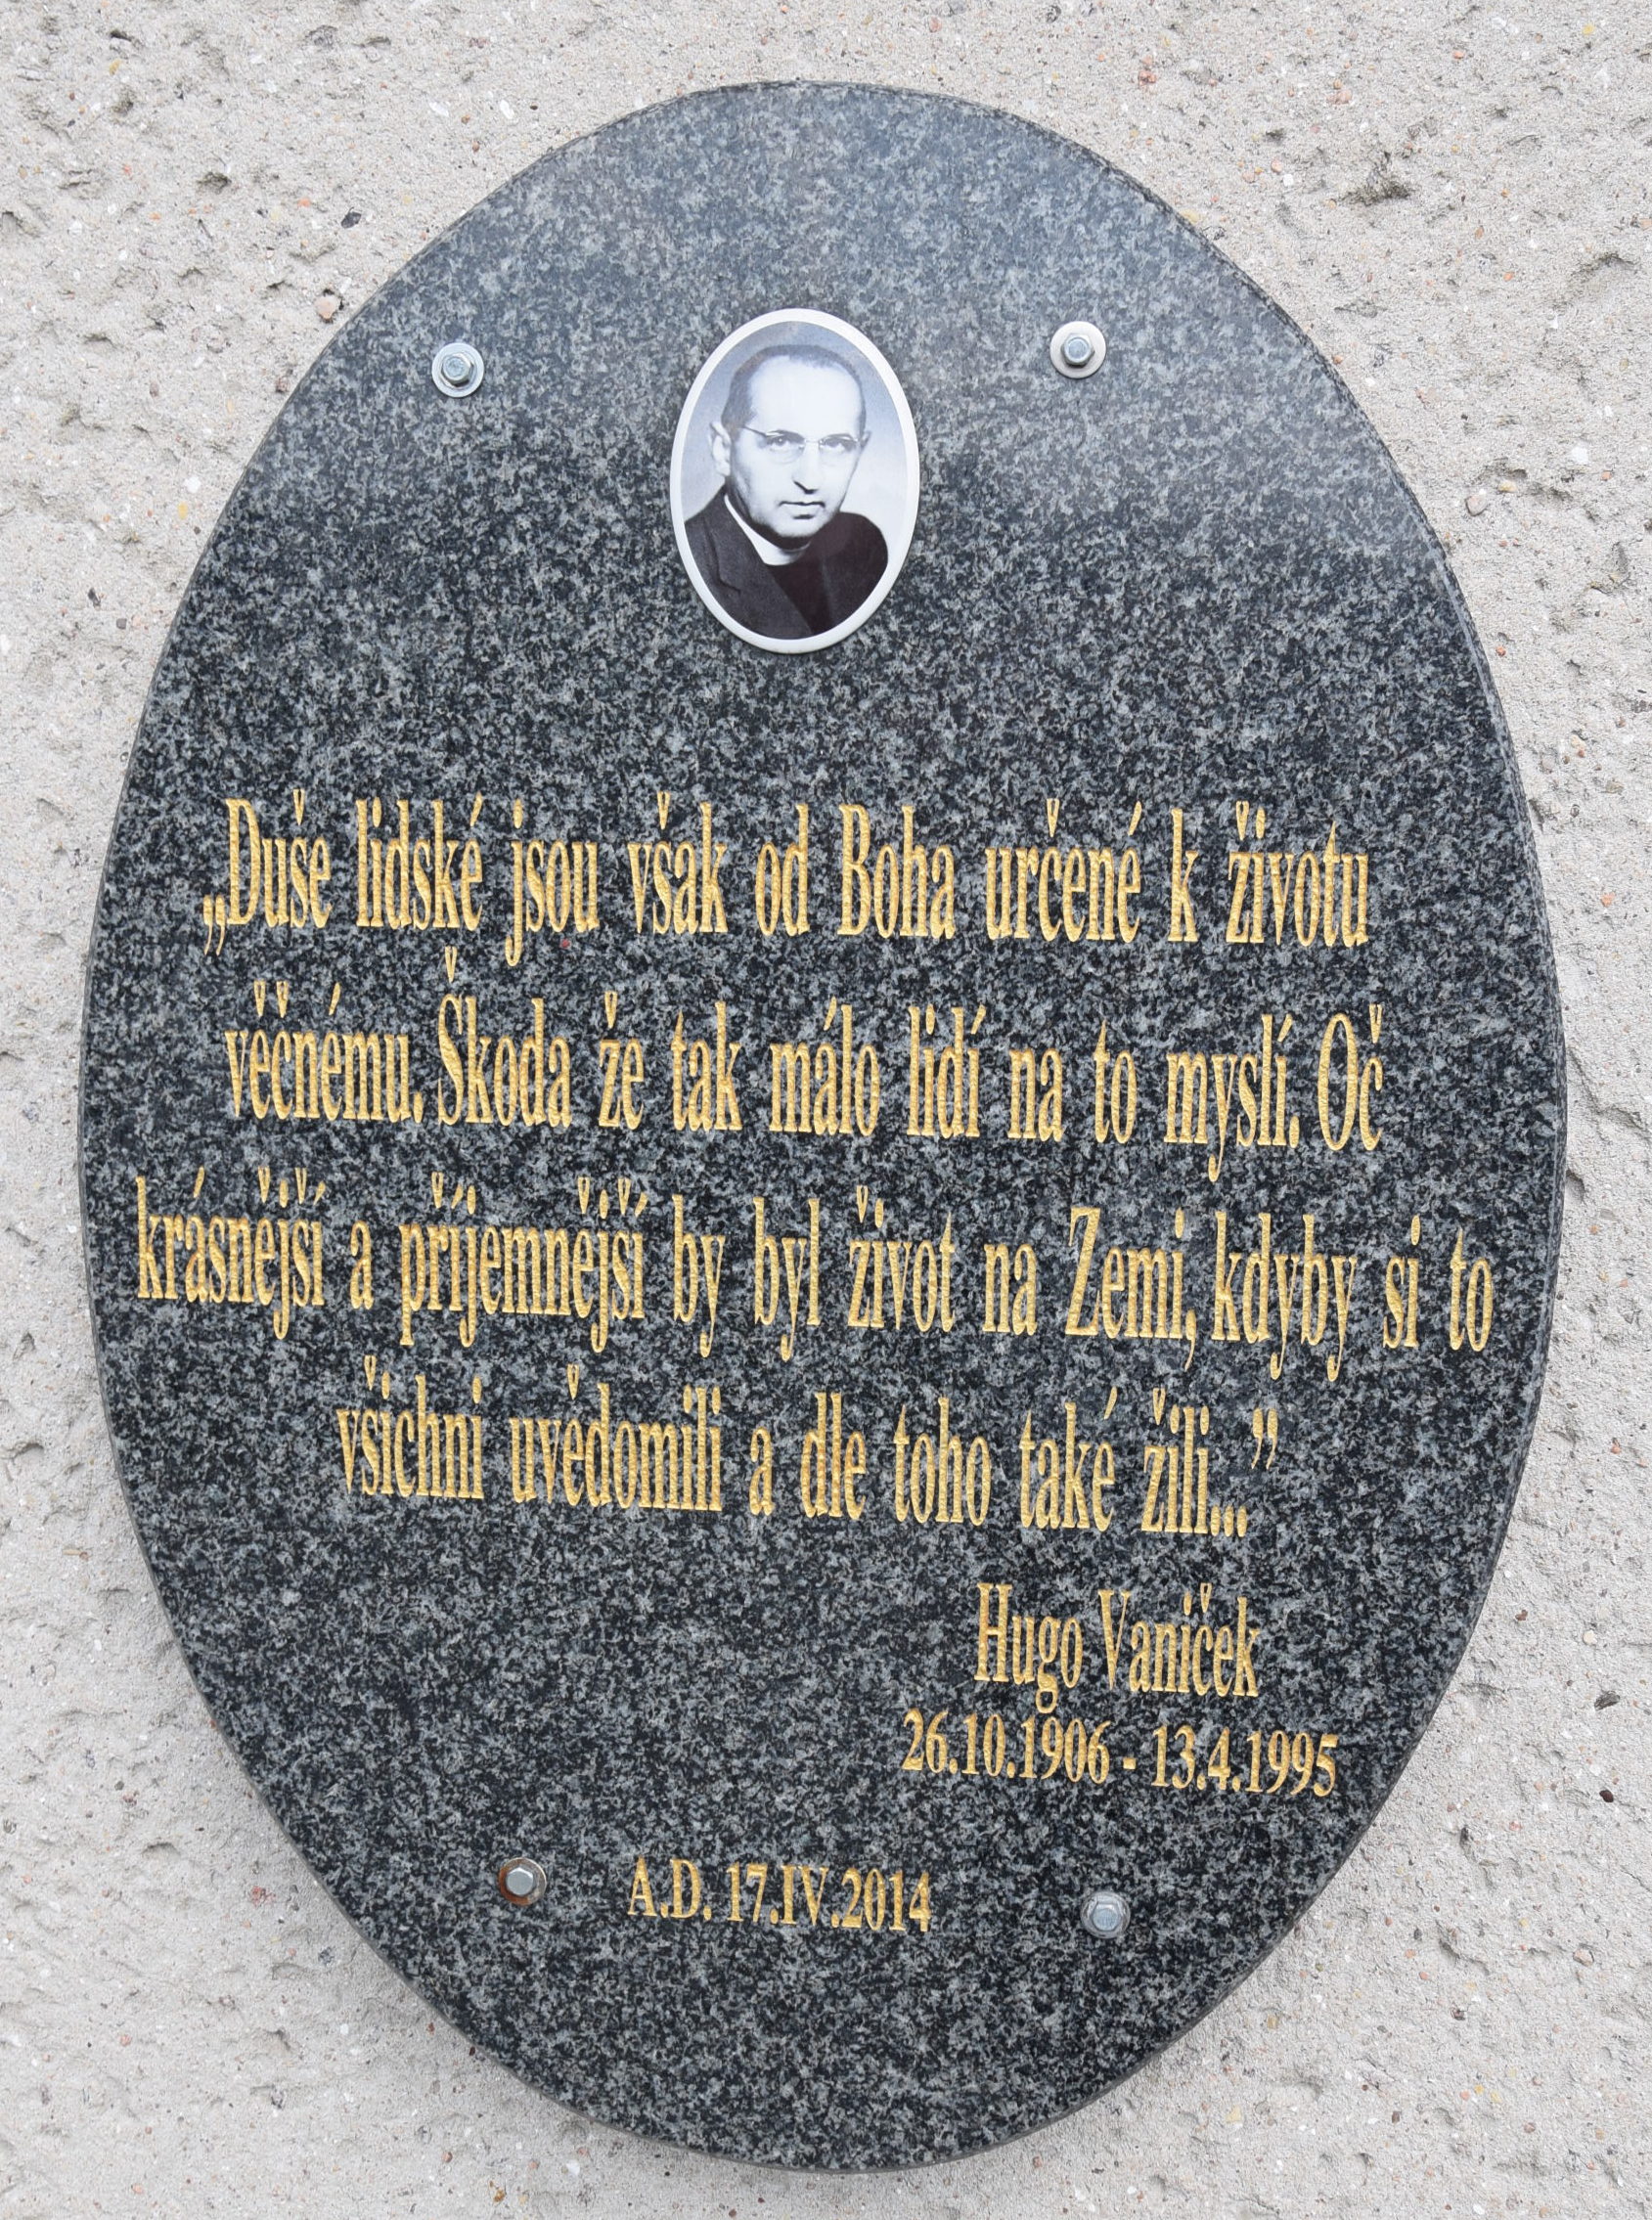 „Duše lidské jsou však od Boha určené k životu
věčnému. Škoda že tak málo lidí na to myslí. Oč
krásnější a příjemnější by byl život na Zemi, kdyby si to
všichni uvědomili a dle toho také žili...”
Hugo Vaniček
26.10.1906 - 13.4.1995
A.D. 17.IV.2014